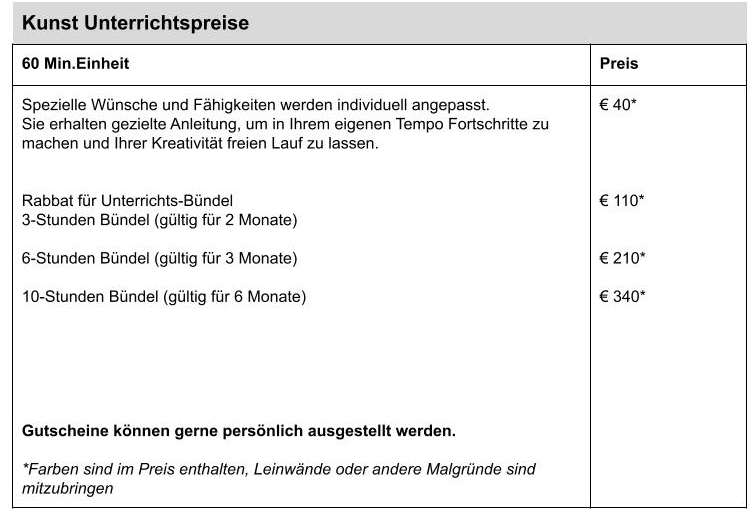 Kunst Unterrichtspreise
60 Min.Einheit Preis
Spezielle Wünsche und Fähigkeiten werden individuell angepasst. € 40*
Sie erhalten gezielte Anleitung, um in Ihrem eigenen Tempo Fortschritte zu
machen und Ihrer Kreativität freien Lauf zu lassen.
Rabbat für Unterrichts-Bündel € 110*
3-Stunden Bündel (gültig für 2 Monate)
6-Stunden Bündel (gültig für 3 Monate) € 210*
10-Stunden Bündel (gültig für 6 Monate) € 340*
Gutscheine können gerne persönlich ausgestellt werden.
*Farben sind im Preis enthalten, Leinwände oder andere Malgründe sind
mitzubringen